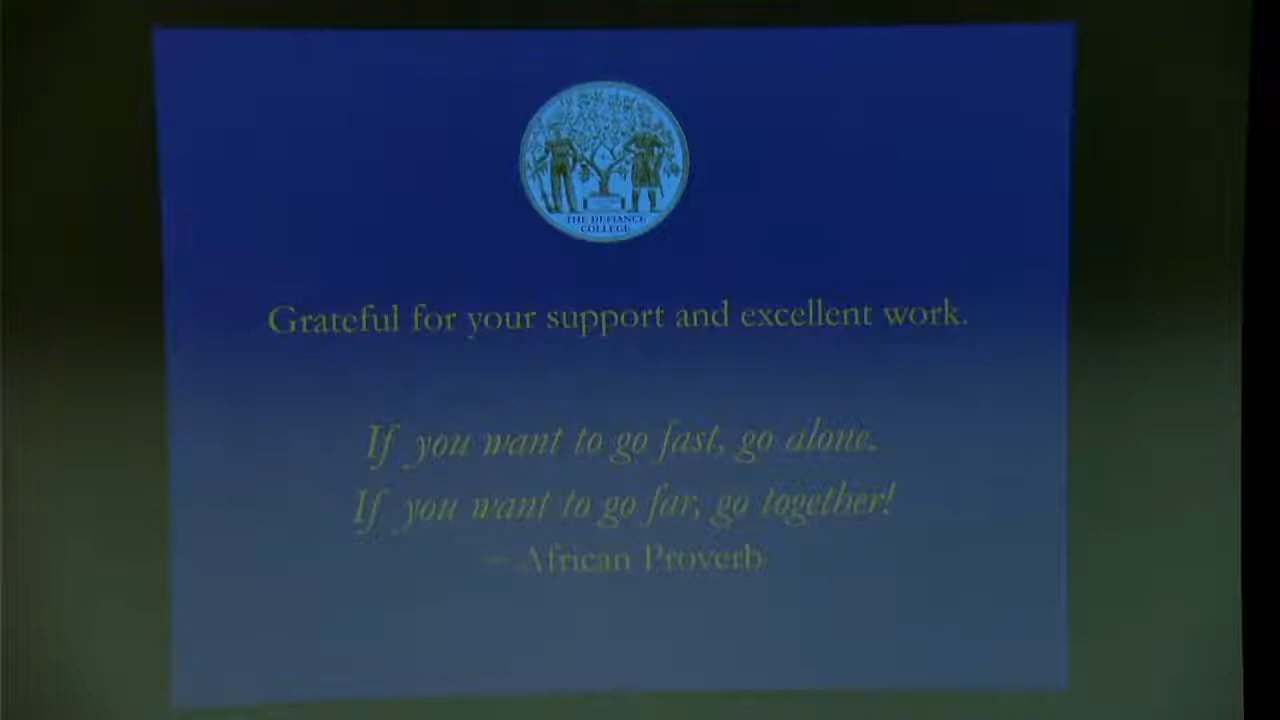 THE DEFIANCE
COLLEGE
Grateful for your support and excellent work.
If you want to go fast, go alone.
If you want to go far, go together!
— African Proverb